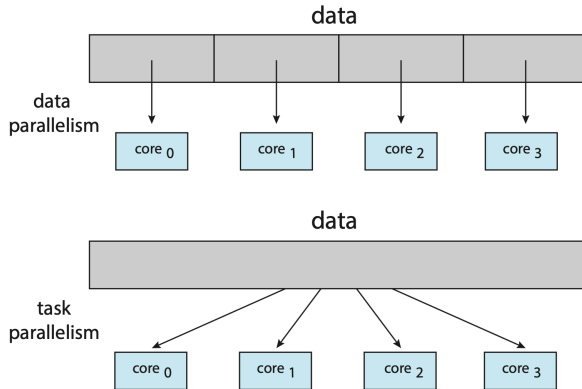 data
data
parallelism
core 0
core 1
core 2
core 3
data
task
parallelism
core 0
core 1
core 2
core 3